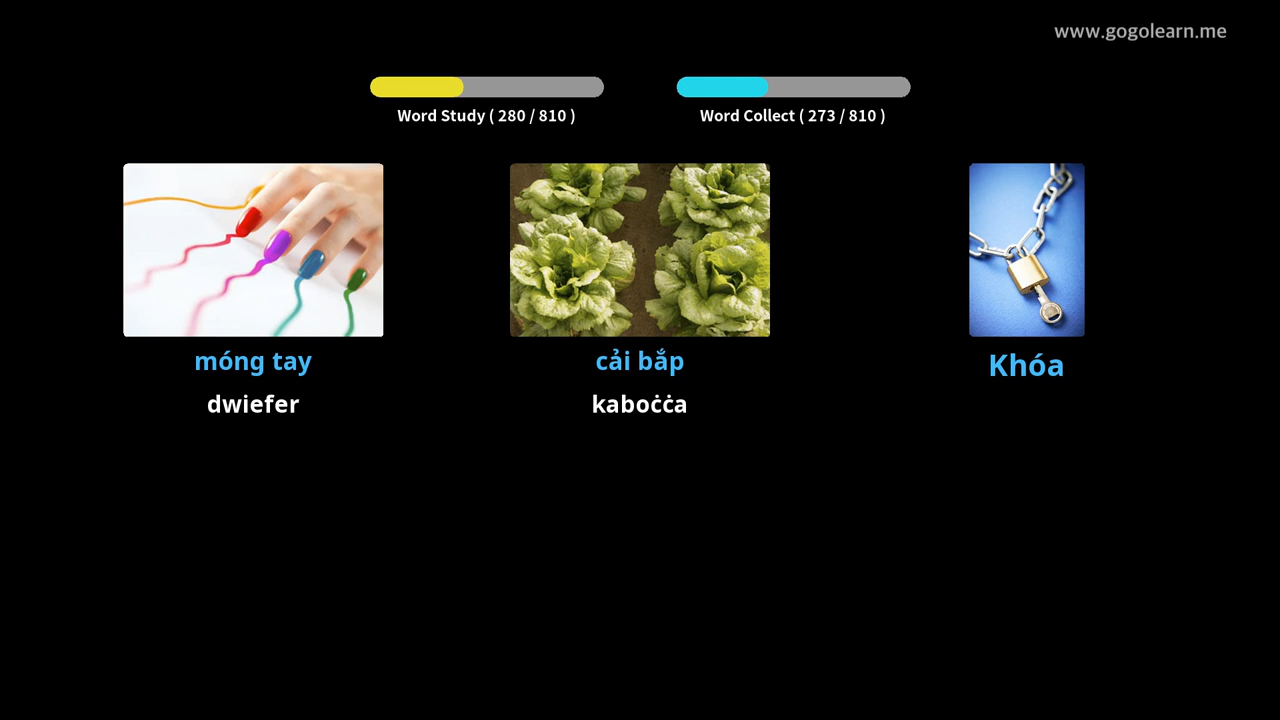 www.gogolearn.me
Word Study ( 280 / 810 )
Word Collect ( 273 / 810 )
móng tay
dwiefer
cải bắp
kaboċċa
Khóa